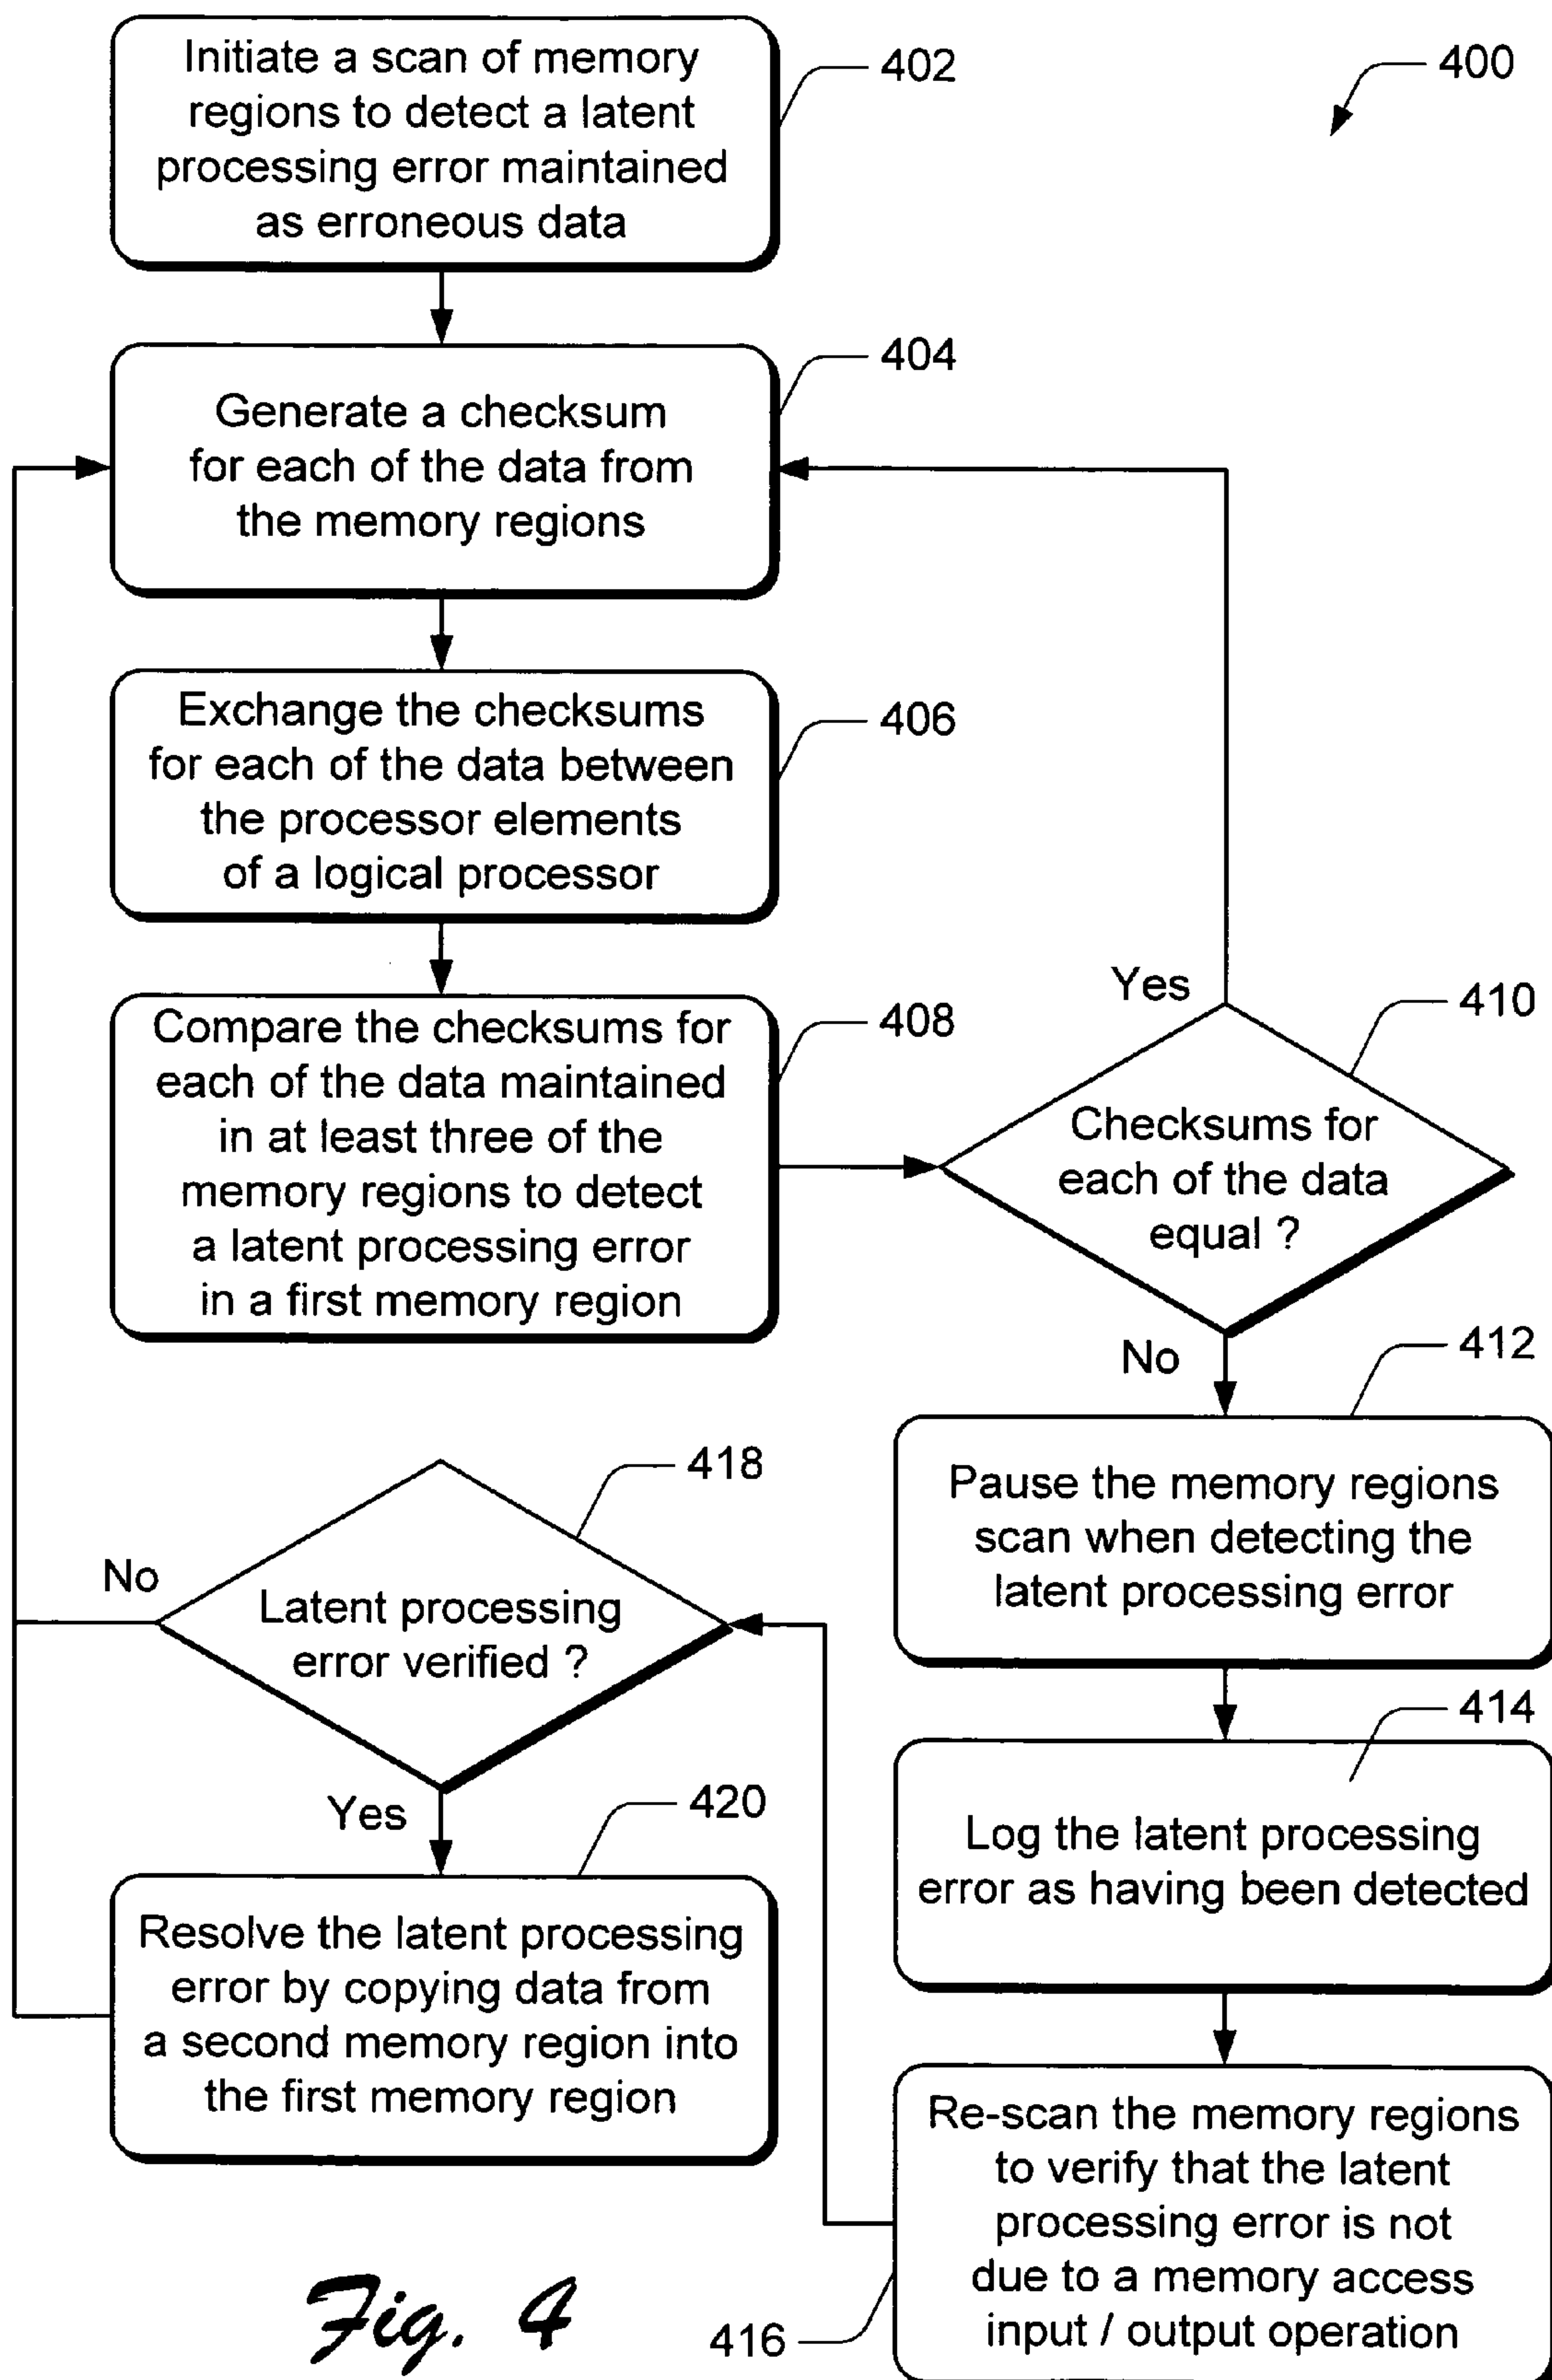 Initiate a scan of memory
regions to detect a latent
processing error maintained
as erroneous data
402
400
Generate a checksum
for each of the data from
the memory regions
404
Exchange the checksums
for each of the data between
the processor elements
of a logical processor
406
Compare the checksums for
each of the data maintained
in at least three of the
memory regions to detect
a latent processing error
in a first memory region
408
Yes
410
Checksums for
each of the data
equal ?
No
412
Pause the memory regions
scan when detecting the
latent processing error
414
Log the latent processing
error as having been detected
Re-scan the memory regions
to verify that the latent
processing error is not
due to a memory access
input / output operation
416
418
No
Latent processing
error verified ?
Yes
420
Resolve the latent processing
error by copying data from
a second memory region into
the first memory region
Fig. 4